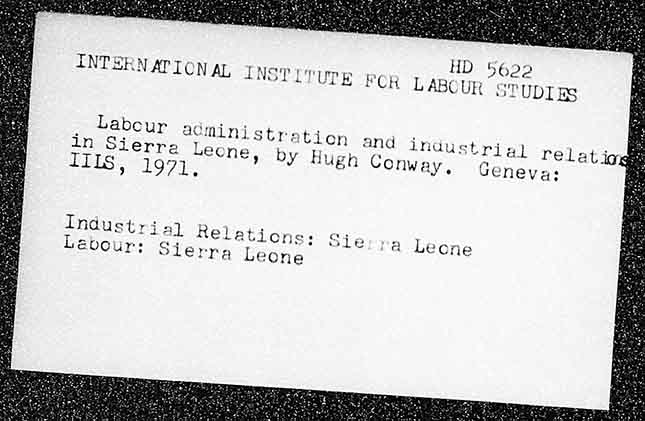 HD 5622
INTERNATIONAL INSTITUTE FOR LABOUR STUDIES
Labour administration and industrial relations
in Sierra Leone, by Hugh Conway. Geneva:
IILS, 1971.
Industrial Relations: Sierra Leone
Labour: Sierra Leone